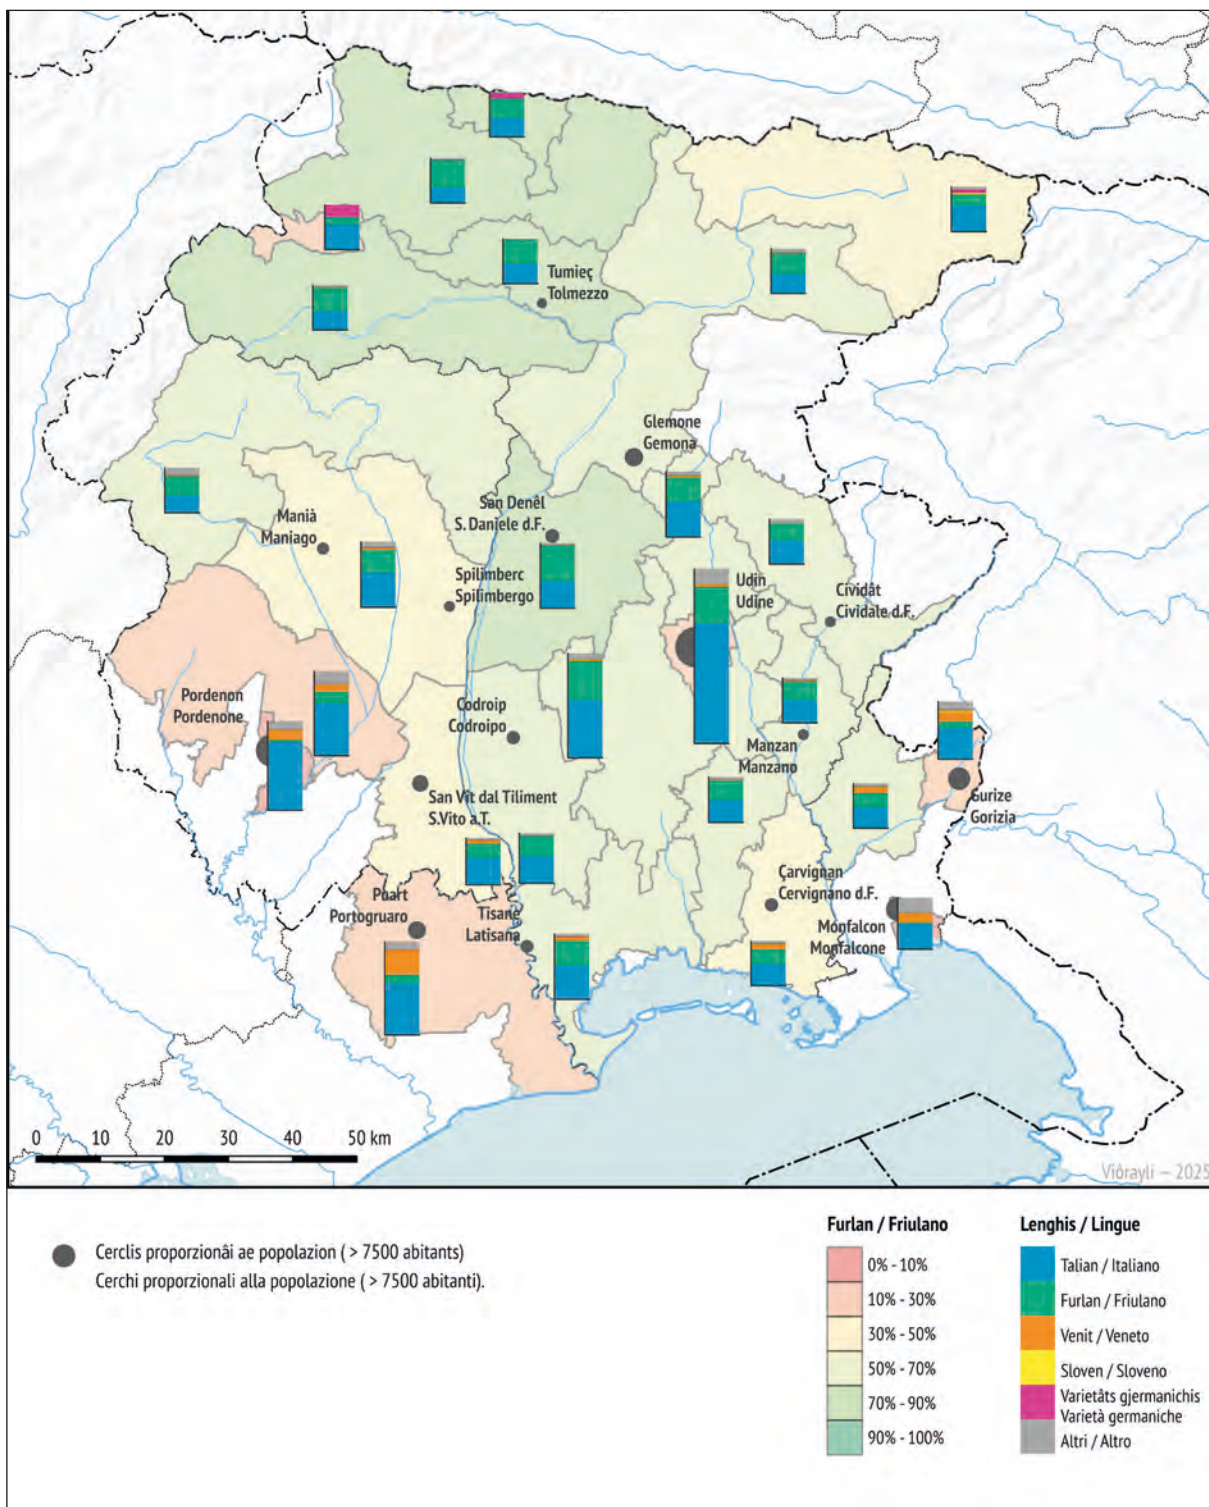 Tumieç
Tolmezzo
Glemone
Gemona
San Denêl
S. Daniele d.F.
Manià
Maniago
Spilimberc
Spilimbergo
Udin
Udine
Cividât
Cividale d.F.
Pordenon
Pordenone
Codroip
Codroipo
Manzan
Manzano
San Vît dal Tiliment
S.Vito a.T.
Gurize
Gorizia
Çarvignan
Cervignano d.F.
Puart
Portogruaro
Tisane
Latisana
Monfalcon
Monfalcone
0 10 20 30 40 50 km
Viôrayli – 2025
Cerclis proporzionâi ae popolazion ( > 7500 abitants)
Cerchi proporzionali alla popolazione ( > 7500 abitanti).
Furlan / Friulano
0% - 10%
10% - 30%
30% - 50%
50% - 70%
70% - 90%
90% - 100%
Lenghis / Lingue
Talian / Italiano
Furlan / Friulano
Venit / Veneto
Sloven / Sloveno
Varietâts gjermanichis
Varietà germaniche
Altri / Altro